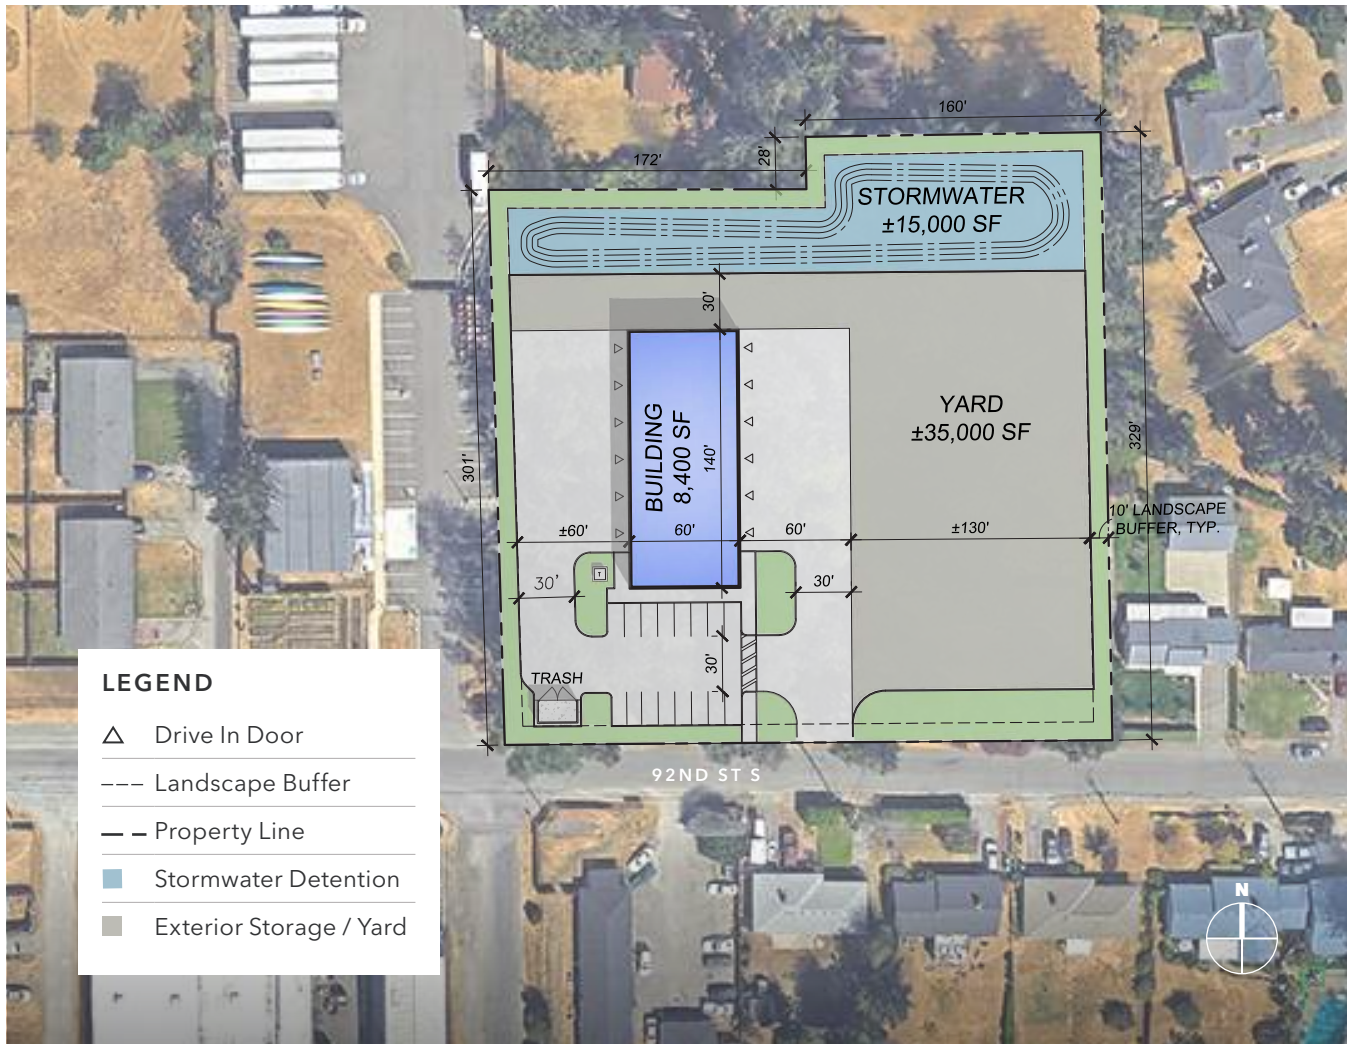 160'
172'
28'
STORMWATER
±15,000 SF
30'
YARD
±35,000 SF
BUILDING
8,400 SF
140'
301'
329'
10' LANDSCAPE
BUFFER, TYP.
±60'
60'
60'
±130'
T
30'
30'
30'
TRASH
92ND ST S
LEGEND
Drive In Door
Landscape Buffer
Property Line
Stormwater Detention
Exterior Storage / Yard
N